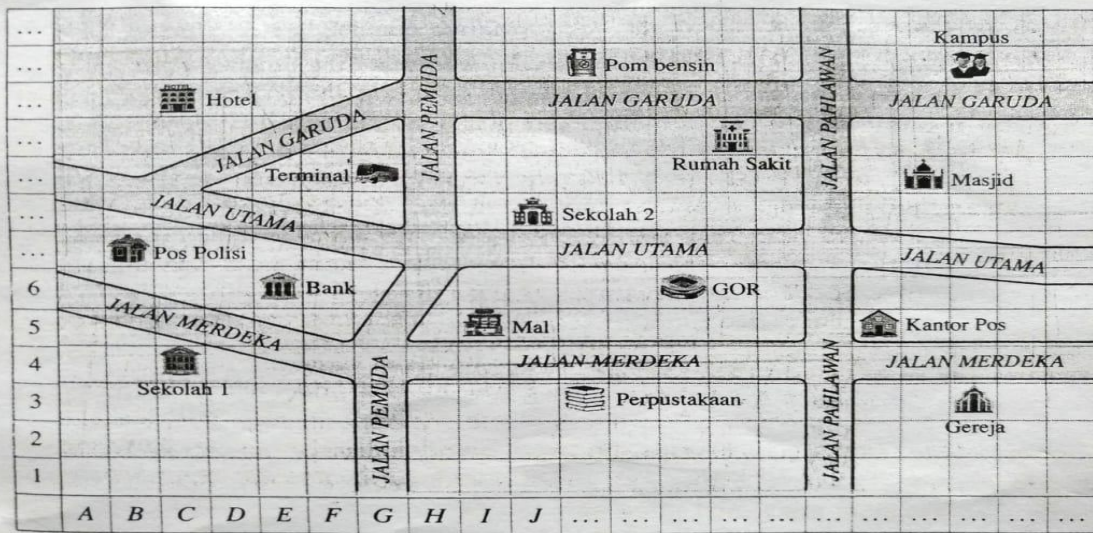 ...
...
Kampus
Pom bensin
HOTEL
Hotel
...
JALAN GARUDA
JALAN GARUDA
JALAN GARUDA
JALAN PEMUDA
JALAN PAHLAWAN
Rumah Sakit
...
Terminal
Masjid
...
JALAN UTAMA
Sekolah 2
...
Pos Polisi
JALAN UTAMA
JALAN UTAMA
6
Bank
GOR
5
JALAN MERDEKA
Mal
Kantor Pos
4
JALAN MERDEKA
JALAN MERDEKA
Sekolah 1
3
JALAN PEMUDA
Perpustakaan
JALAN PAHLAWAN
Gereja
2
1
A B C D E F G H I J ... ... ... ... ... ... ... ... ... ... ...